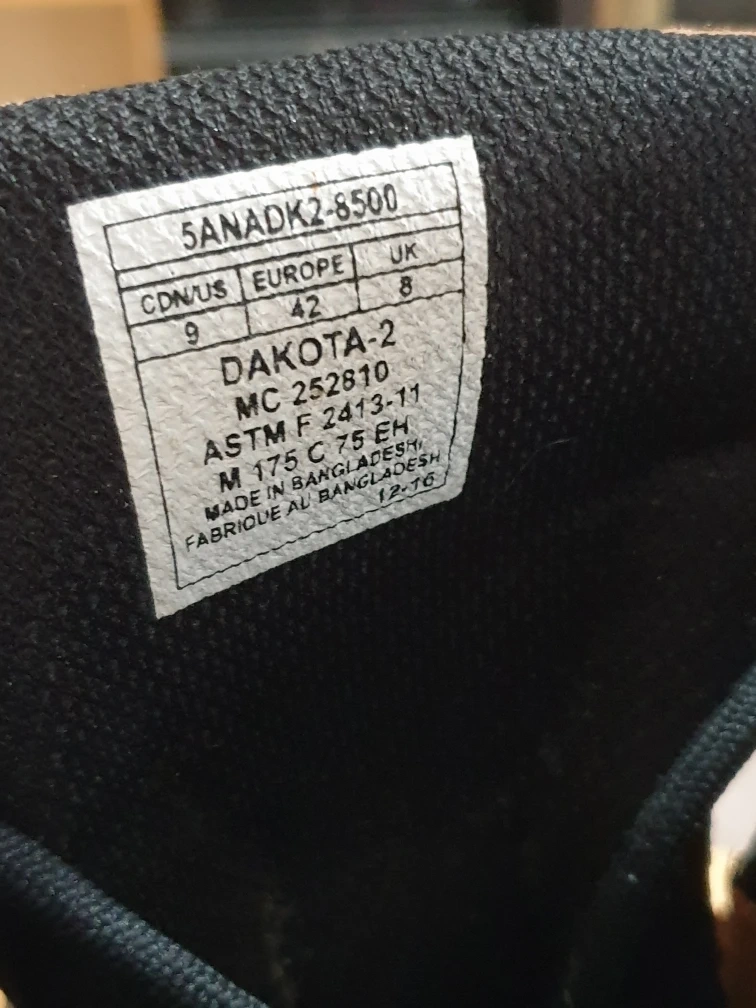 5ANADK2-8500
CDN/US EUROPE UK
9 42 8
DAKOTA-2
MC 252810
ASTM F 2413-11
M 175 C 75 EH
MADE IN BANGLADESH,
FABRIQUE AU BANGLADESH
12-16